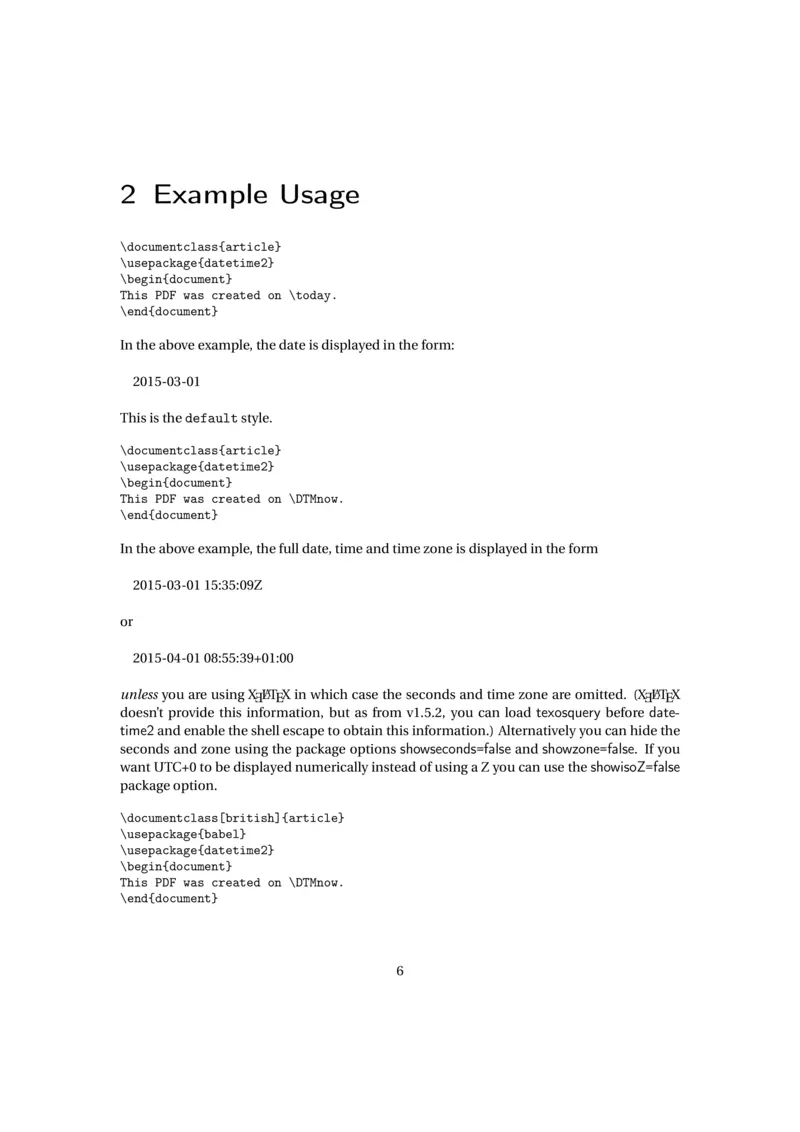 2 Example Usage
\documentclass{article}
\usepackage{datetime2}
\begin{document}
This PDF was created on \today.
\end{document}
In the above example, the date is displayed in the form:
2015-03-01
This is the default style.
\documentclass{article}
\usepackage{datetime2}
\begin{document}
This PDF was created on \DTMnow.
\end{document}
In the above example, the full date, time and time zone is displayed in the form
2015-03-01 15:35:09Z
or
2015-04-01 08:55:39+01:00
unless you are using XƎLATEX in which case the seconds and time zone are omitted. (XƎLATEX
doesn’t provide this information, but as from v1.5.2, you can load texosquery before date-
time2 and enable the shell escape to obtain this information.) Alternatively you can hide the
seconds and zone using the package options showseconds=false and showzone=false. If you
want UTC+0 to be displayed numerically instead of using a Z you can use the showisoZ=false
package option.
\documentclass[british]{article}
\usepackage{babel}
\usepackage{datetime2}
\begin{document}
This PDF was created on \DTMnow.
\end{document}
6